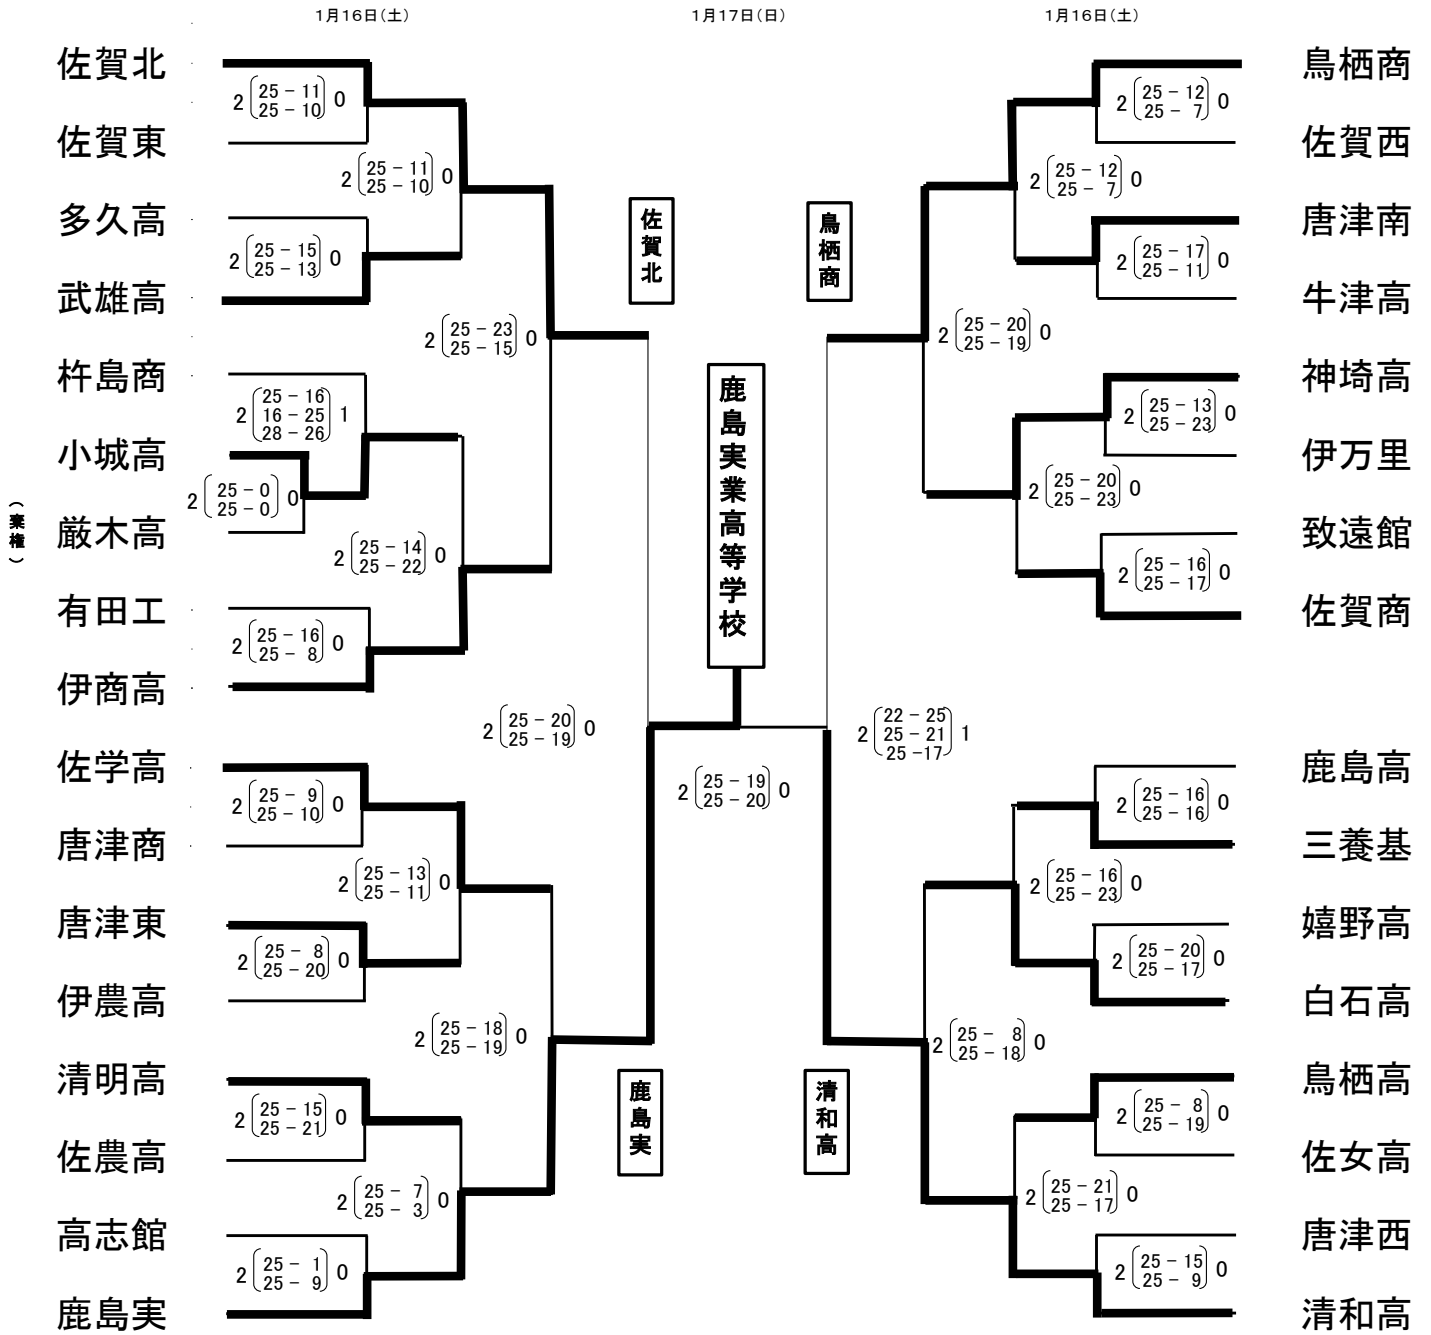 1月16日(土)
1月17日(日)
1月16日(土)
佐賀北
2 25 - 11 0
25 - 10
佐賀東
2 25 - 11 0
25 - 10
多久高
2 25 - 15 0
25 - 13
武雄高
2 25 - 23 0
25 - 15
杵島商
25 - 16
2 16 - 25 1
28 - 26
小城高
2 25 - 0 0
25 - 0
厳木高
(棄権)
2 25 - 14 0
25 - 22
有田工
2 25 - 16 0
25 - 8
伊商高
2 25 - 20 0
25 - 19
佐学高
2 25 - 9 0
25 - 10
唐津商
2 25 - 13 0
25 - 11
唐津東
2 25 - 8 0
25 - 20
伊農高
2 25 - 18 0
25 - 19
清明高
2 25 - 15 0
25 - 21
佐農高
2 25 - 7 0
25 - 3
高志館
2 25 - 1 0
25 - 9
鹿島実
佐賀北
鳥栖商
鹿島実業高等学校
2 25 - 19 0
25 - 20
鹿島実
清和高
鳥栖商
2 25 - 12 0
25 - 7
佐賀西
2 25 - 12 0
25 - 7
唐津南
2 25 - 17 0
25 - 11
牛津高
2 25 - 20 0
25 - 19
神埼高
2 25 - 13 0
25 - 23
伊万里
2 25 - 20 0
25 - 23
致遠館
2 25 - 16 0
25 - 17
佐賀商
22 - 25
2 25 - 21 1
25 -17
鹿島高
2 25 - 16 0
25 - 16
三養基
2 25 - 16 0
25 - 23
嬉野高
2 25 - 20 0
25 - 17
白石高
2 25 - 8 0
25 - 18
鳥栖高
2 25 - 8 0
25 - 19
佐女高
2 25 - 21 0
25 - 17
唐津西
2 25 - 15 0
25 - 9
清和高